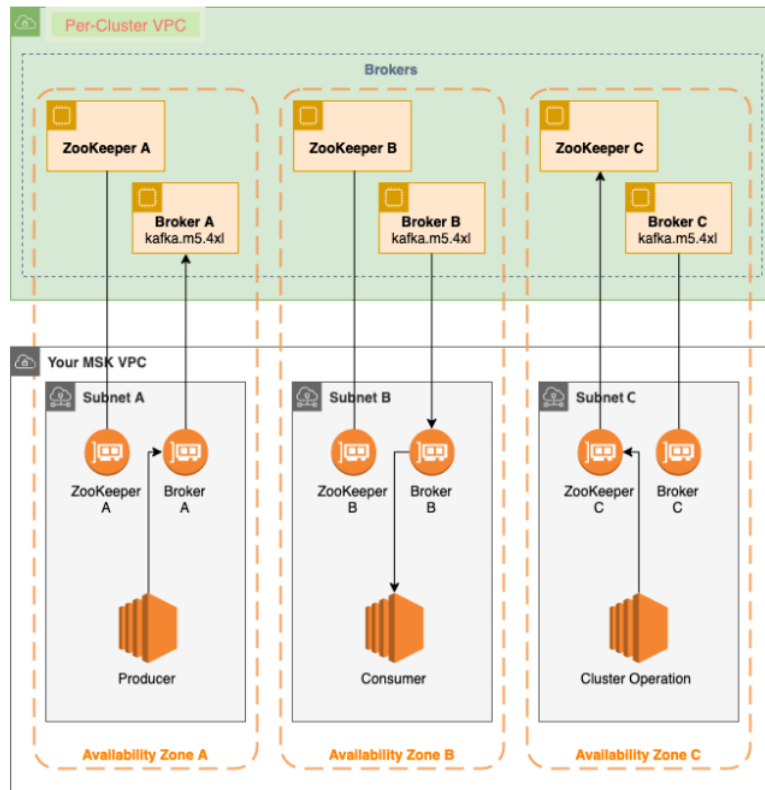 Per-Cluster VPC
Brokers
ZooKeeper A
ZooKeeper B
ZooKeeper C
Broker A
kafka.m5.4xl
Broker B
kafka.m5.4xl
Broker C
kafka.m5.4xl
Your MSK VPC
Subnet A
Subnet B
Subnet C
ZooKeeper
A
Broker
A
ZooKeeper
B
Broker
B
ZooKeeper
C
Broker
C
Producer
Consumer
Cluster Operation
Availability Zone A
Availability Zone B
Availability Zone C